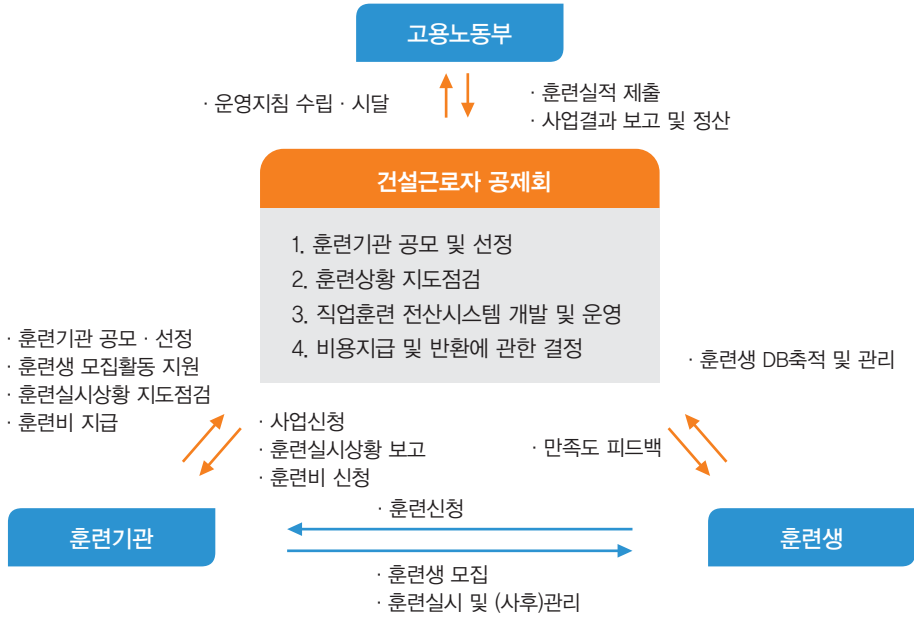 고용노동부
· 운영지침 수립 · 시달
· 훈련실적 제출
· 사업결과 보고 및 정산
건설근로자 공제회
1. 훈련기관 공모 및 선정
2. 훈련상황 지도점검
3. 직업훈련 전산시스템 개발 및 운영
4. 비용지급 및 반환에 관한 결정
· 훈련기관 공모 · 선정
· 훈련생 모집활동 지원
· 훈련실시상황 지도점검
· 훈련비 지급
· 훈련생 DB축적 및 관리
· 사업신청
· 훈련실시상황 보고
· 훈련비 신청
· 만족도 피드백
· 훈련신청
훈련기관
훈련생
· 훈련생 모집
· 훈련실시 및 (사후)관리